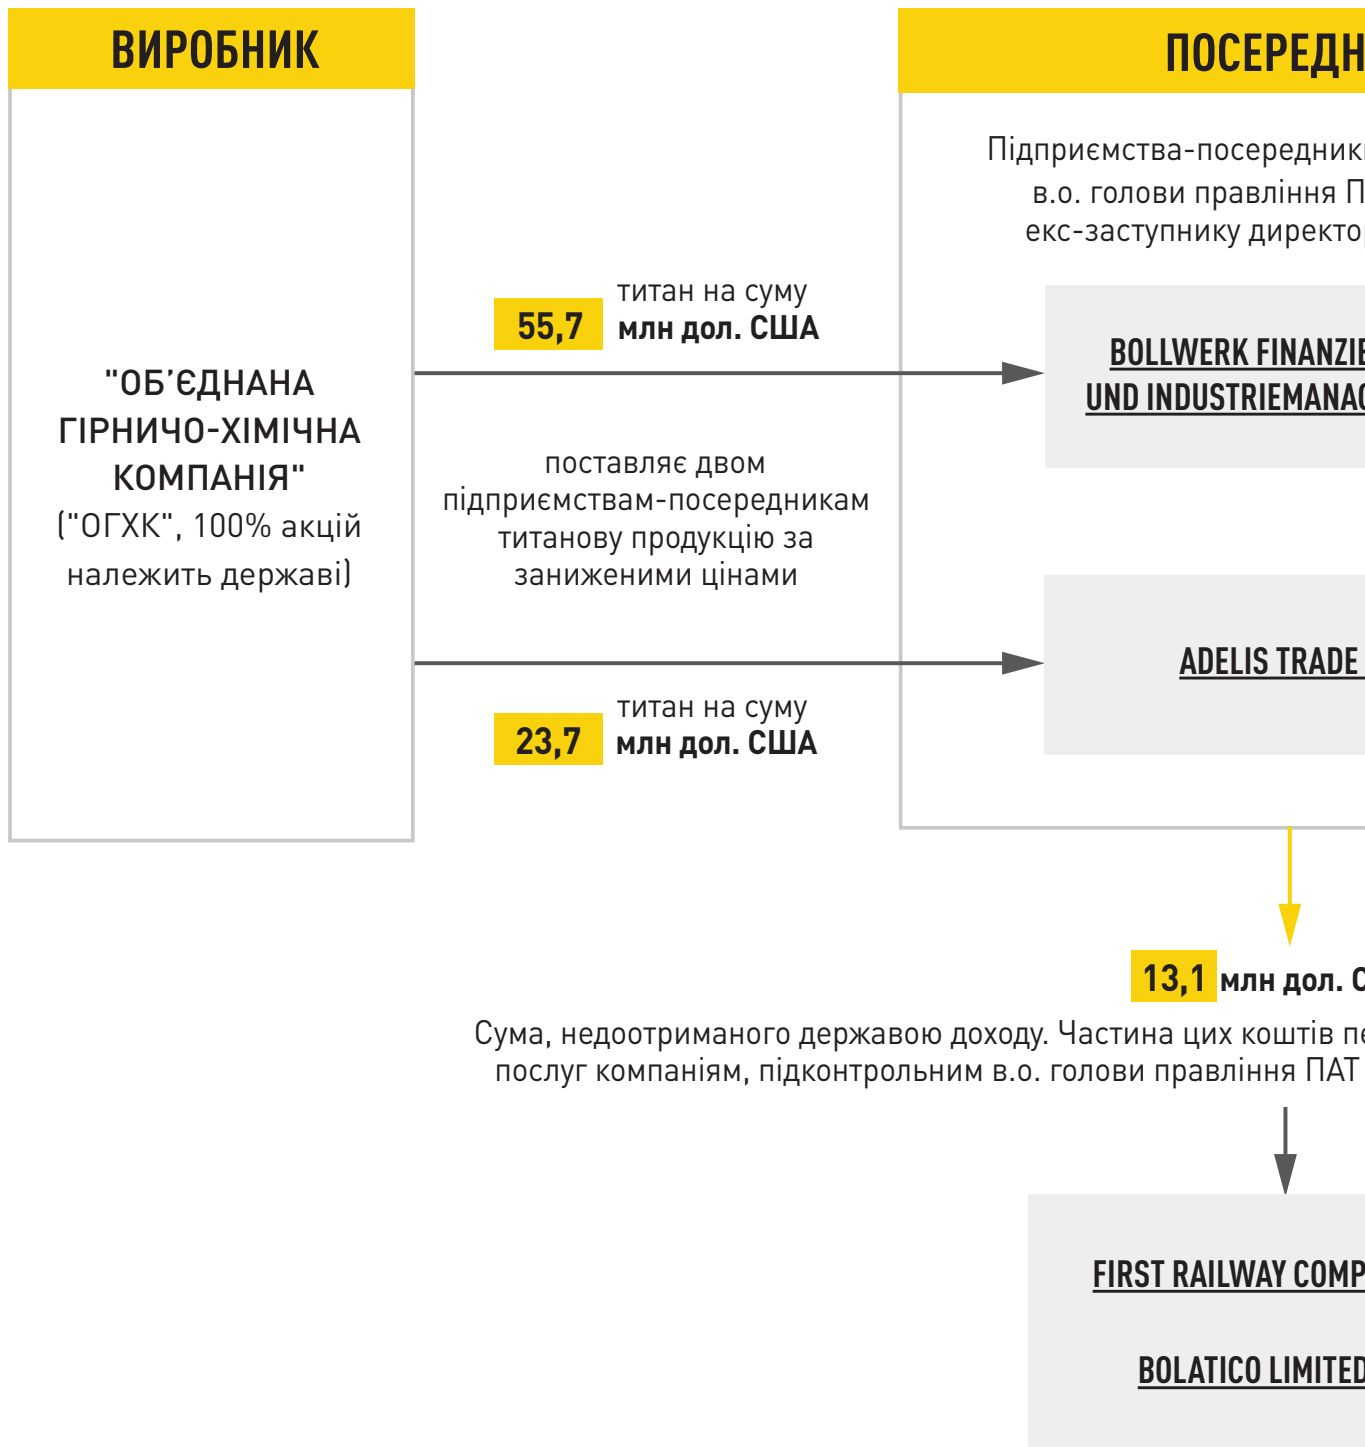 ВИРОБНИК
"ОБ’ЄДНАНА
ГІРНИЧО-ХІМІЧНА
КОМПАНІЯ"
("ОГХК", 100% акцій
належить державі)
титан на суму
55,7 млн дол. США
поставляє двом
підприємствам-посередникам
титанову продукцію за
заниженими цінами
титан на суму
23,7 млн дол. США
ПОСЕРЕДН
Підприємства-посередник
в.о. голови правління П
екс-заступнику директо
BOLLWERK FINANZIE
UND INDUSTRIEMANAG
ADELIS TRADE
13,1 млн дол. С
Сума, недоотриманого державою доходу. Частина цих коштів пе
послуг компаніям, підконтрольним в.о. голови правління ПАТ
FIRST RAILWAY COMP
BOLATICO LIMITED